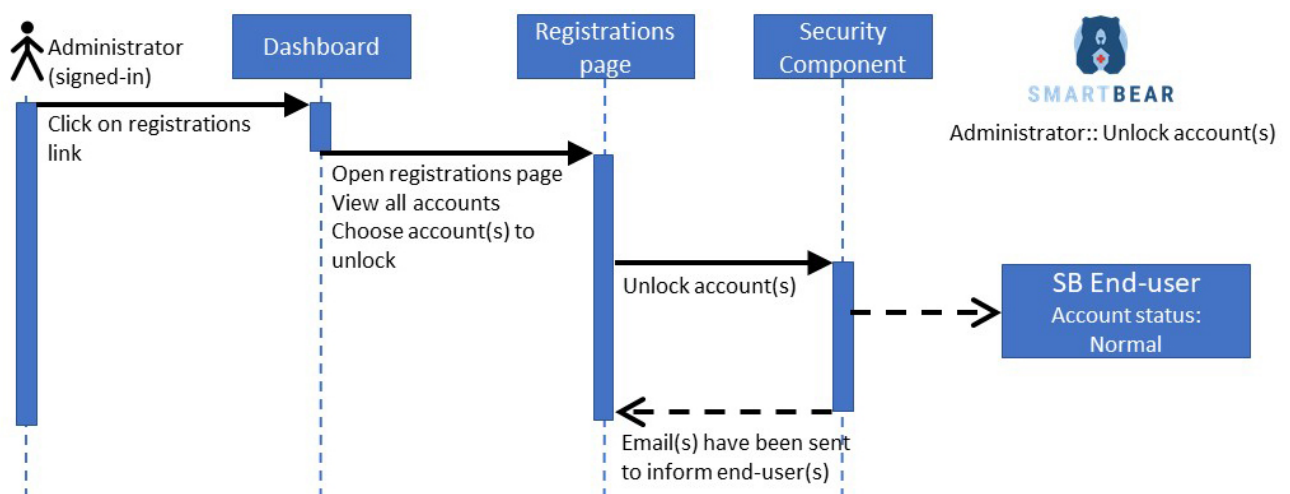 Administrator
(signed-in)
Dashboard
Registrations
page
Security
Component
SMARTBEAR
Administrator:: Unlock account(s)
Click on registrations
link
Open registrations page
View all accounts
Choose account(s) to
unlock
Unlock account(s)
SB End-user
Account status:
Normal
Email(s) have been sent
to inform end-user(s)